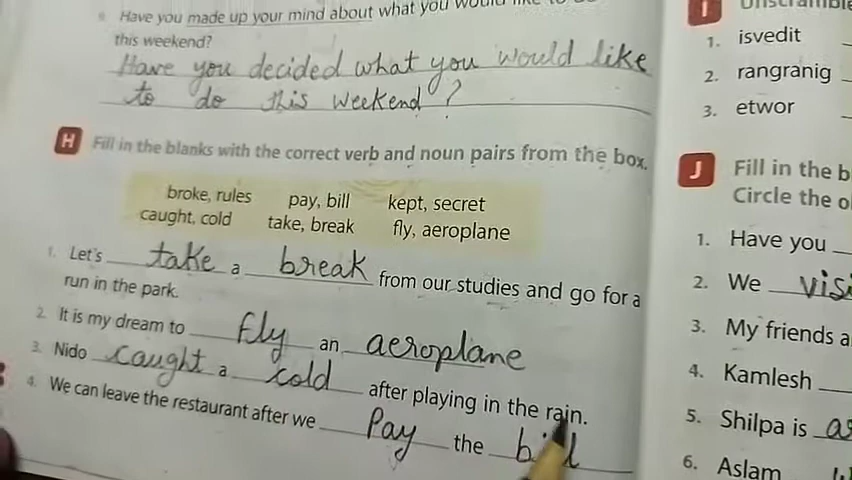 Have you made up your mind about what you would like to do
this weekend?
Have you decided what you would like
to do this weekend?
H Fill in the blanks with the correct verb and noun pairs from the box.
broke, rules pay, bill kept, secret
caught, cold take, break fly, aeroplane
1. Let's take a break from our studies and go for a
run in the park.
2. It is my dream to fly an aeroplane
3. Nido caught a cold after playing in the rain.
4. We can leave the restaurant after we Pay the bill
I
1. isvedit
2. rangranig
3. etwor
J Fill in the b
Circle the o
1. Have you
2. We visi
3. My friends a
4. Kamlesh
5. Shilpa is
6. Aslam